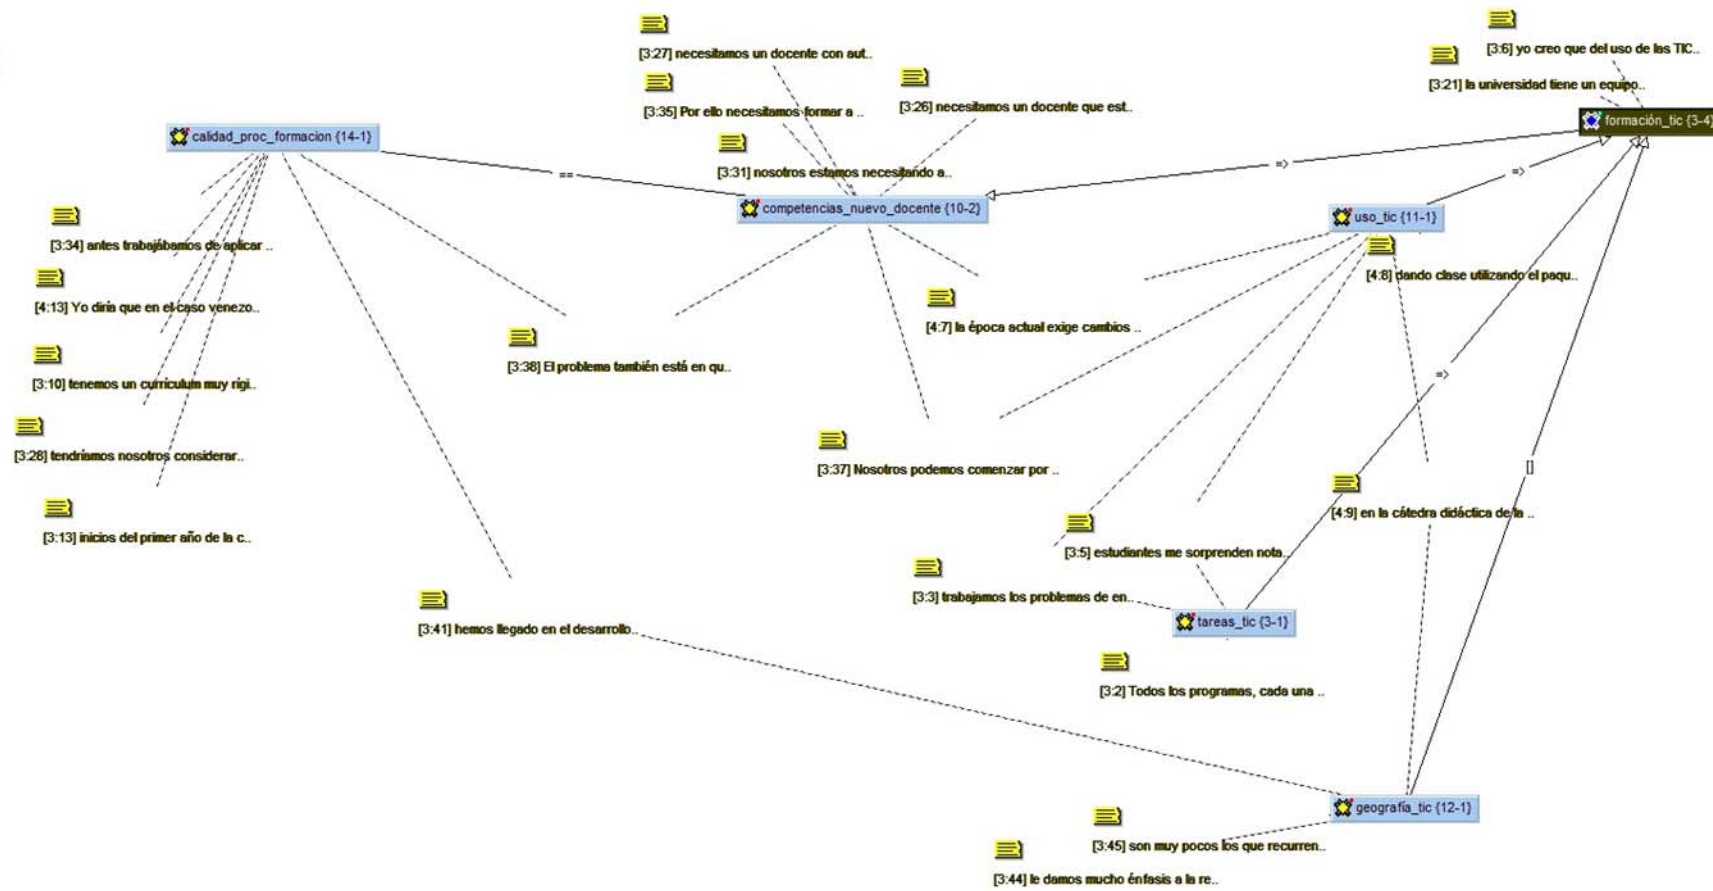 [3:27] necesitamos un docente con aut..
[3:6] yo creo que del uso de las TIC..
[3:21] la universidad tiene un equipo..
[3:35] Por ello necesitamos formar a ..
[3:26] necesitamos un docente que est..
formación_tic {3-4}
calidad_proc_formacion {14-1}
=>
[3:31] nosotros estamos necesitando a..
==
=>
competencias_nuevo_docente {10-2}
uso_tic {11-1}
[3:34] antes trabajábamos de aplicar ..
[4:8] dando clase utilizando el paqu..
[4:13] Yo diría que en el caso venezo..
[4:7] la época actual exige cambios ..
[3:38] El problema también está en qu..
=>
[3:10] tenemos un curriculum muy rigi..
[3:28] tendríamos nosotros considerar..
[3:37] Nosotros podemos comenzar por ..
[]
[4:9] en la cátedra didáctica de la ..
[3:13] inicios del primer año de la c..
[3:5] estudiantes me sorprenden nota..
[3:3] trabajamos los problemas de en..
tareas_tic {3-1}
[3:41] hemos llegado en el desarrollo..
[3:2] Todos los programas, cada una ..
geografía_tic {12-1}
[3:45] son muy pocos los que recurren..
[3:44] le damos mucho énfasis a la re..